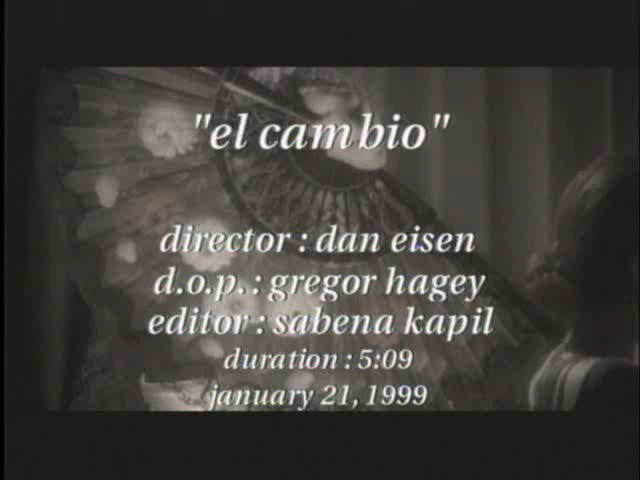 "el cambio"
director : dan eisen
d.o.p. : gregor hagey
editor : sabena kapil
duration : 5:09
january 21, 1999